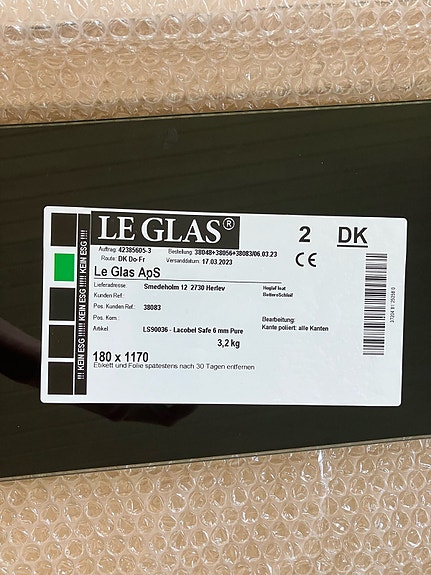 LE GLAS®
2 DK
Auftrag: 42385605-3 Bestellung: 38048+38056+38083/06.03.23
Route: DK Do-Fr Versanddatum: 17.03.2023
CE
Le Glas ApS
Lieferadresse Smedeholm 12 2730 Herlev
Kunden Ref.:
Pos. Kunden Ref.: 38083
Pos. Kom.:
Bearbeitung:
Artikel LS90036 - Lacobel Safe 6 mm Pure Kante poliert: alle Kanten
3,2 kg
180 x 1170
Etikett und Folie spätestens nach 30 Tagen entfernen
!!! KEIN ESG !!!! KEIN ESG !!!! KEIN ESG !!!!